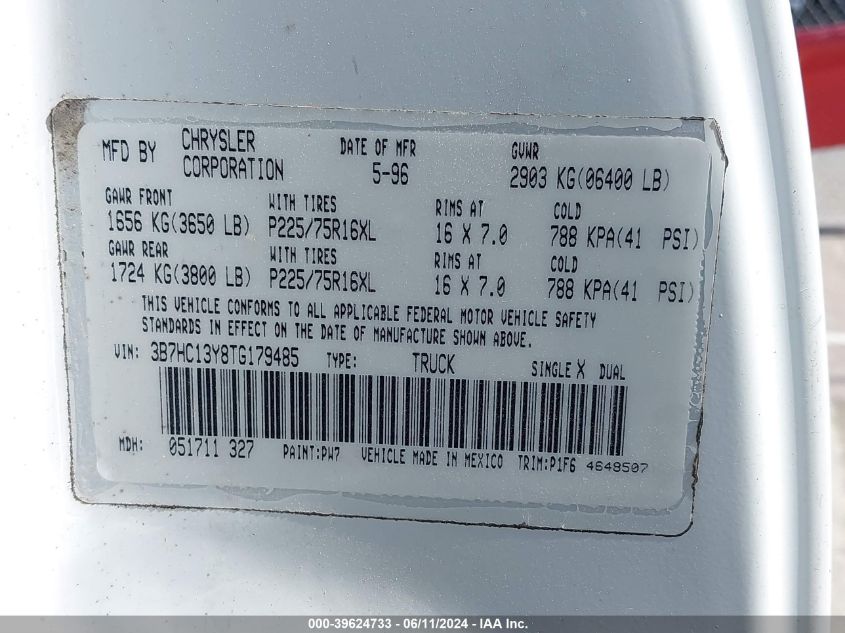 MFD BY CHRYSLER CORPORATION DATE OF MFR 5-96 GVWR 2903 KG(06400 LB)
GAWR FRONT WITH TIRES RIMS AT COLD
1656 KG(3650 LB) P225/75R16XL 16 X 7.0 788 KPA(41 PSI)
GAWR REAR WITH TIRES RIMS AT COLD
1724 KG(3800 LB) P225/75R16XL 16 X 7.0 788 KPA(41 PSI)
THIS VEHICLE CONFORMS TO ALL APPLICABLE FEDERAL MOTOR VEHICLE SAFETY
STANDARDS IN EFFECT ON THE DATE OF MANUFACTURE SHOWN ABOVE.
VIN: 3B7HC13Y8TG179485 TYPE: TRUCK SINGLE X DUAL
MDH: 051711 327 PAINT:PW7 VEHICLE MADE IN MEXICO TRIM:P1F6 4648507
000-39624733 - 06/11/2024 - IAA Inc.